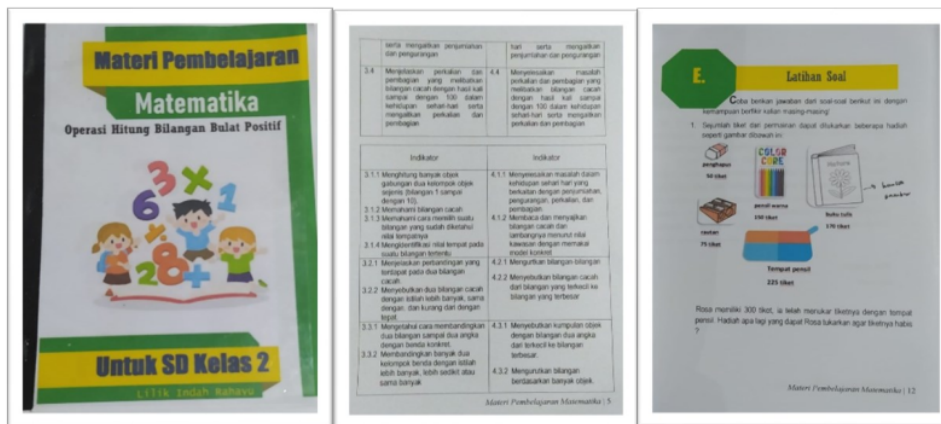 Materi Pembelajaran
Matematika
Operasi Hitung Bilangan Bulat Positif
Untuk SD Kelas 2
Lilik Indah Rahayu
serta mengaitkan penjumlahan
dan pengurangan
hari serta mengaitkan
penjumlahan dan pengurangan
3.4 Menjelaskan perkalian dan
pembagian yang melibatkan
bilangan cacah dengan hasil kali
sampai dengan 100 dalam
kehidupan sehari-hari serta
mengaitkan perkalian dan
pembagian
4.4 Menyelesaikan masalah
perkalian dan pembagian yang
melibatkan bilangan cacah
dengan hasil kali sampai
dengan 100 dalam kehidupan
sehari-hari serta mengaitkan
perkalian dan pembagian
Indikator
Indikator
3.1.1 Menghitung banyak objek
gabungan dua kelompok objek
sejenis (bilangan 1 sampai
dengan 10).
3.1.2 Memahami bilangan cacah
3.1.3 Memahami cara memilih suatu
bilangan yang sudah diketahui
nilai tempatnya
3.1.4 Mengidentifikasi nilai tempat pada
suatu bilangan tertentu
4.1.1 Menyelesaikan masalah dalam
kehidupan sehari hari yang
berkaitan dengan penjumlahan,
pengurangan, perkalian, dan
pembagian
4.1.2 Membaca dan menyajikan
bilangan cacah dan
lambangnya menurut nilai
kawasan dengan memakai
model konkret
3.2.1 Menjelaskan perbandingan yang
terdapat pada dua bilangan
cacah
3.2.2 Menyebutkan dua bilangan cacah
dengan istilah lebih banyak, sama
dengan, dan kurang dari dengan
tepat
4.2.1 Mengurutkan bilangan-bilangan
4.2.2 Menyebutkan bilangan cacah
dari bilangan yang terkecil ke
bilangan yang terbesar
3.3.1 Mengetahui cara membandingkan
dua bilangan sampai dua angka
dengan benda konkret.
3.3.2 Membandingkan banyak dua
kelompok benda dengan istilah
lebih banyak, lebih sedikit atau
sama banyak
4.3.1 Menyebutkan kumpulan objek
dengan bilangan dua angka
dari terkecil ke bilangan
terbesar.
4.3.2 Mengurutkan bilangan
berdasarkan banyak objek.
Materi Pembelajaran Matematika | 5
E.
Latihan Soal
Coba berikan jawaban dari soal-soal berikut ini dengan
kemampuan berfikir kalian masing-masing!
1. Sejumlah tiket dari permainan dapat ditukarkan beberapa hadiah
seperti gambar dibawah ini:
penghapus
50 tiket
COLOR
CORE
pensil warna
150 tiket
buku tulis
170 tiket
rautan
75 tiket
Tempat pensil
225 tiket
Rosa memiliki 300 tiket, ia telah menukar tiketnya dengan tempat
pensil. Hadiah apa lagi yang dapat Rosa tukarkan agar tiketnya habis
?
Materi Pembelajaran Matematika | 12